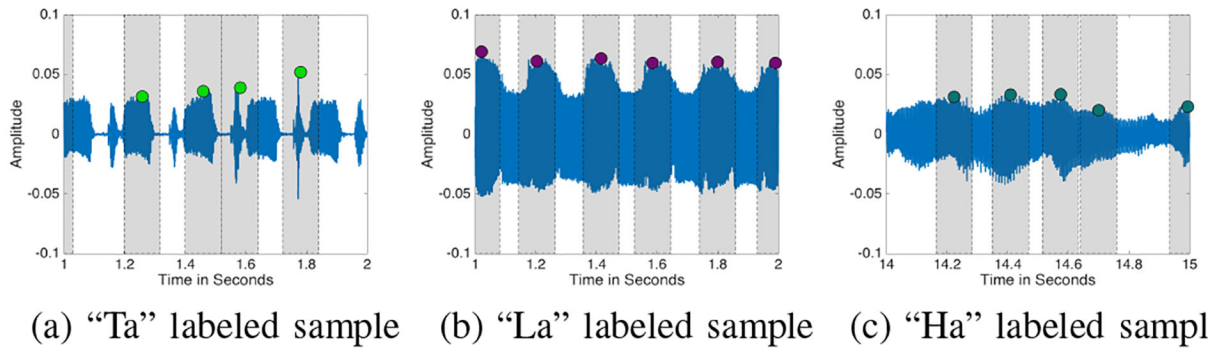 0.1
0.05
0
-0.05
-0.1
Amplitude
1 1.2 1.4 1.6 1.8 2
Time in Seconds
(a) “Ta” labeled sample
0.1
0.05
0
-0.05
-0.1
Amplitude
1 1.2 1.4 1.6 1.8 2
Time in Seconds
(b) “La” labeled sample
0.1
0.05
0
-0.05
-0.1
Amplitude
14 14.2 14.4 14.6 14.8 15
Time in Seconds
(c) “Ha” labeled sampl